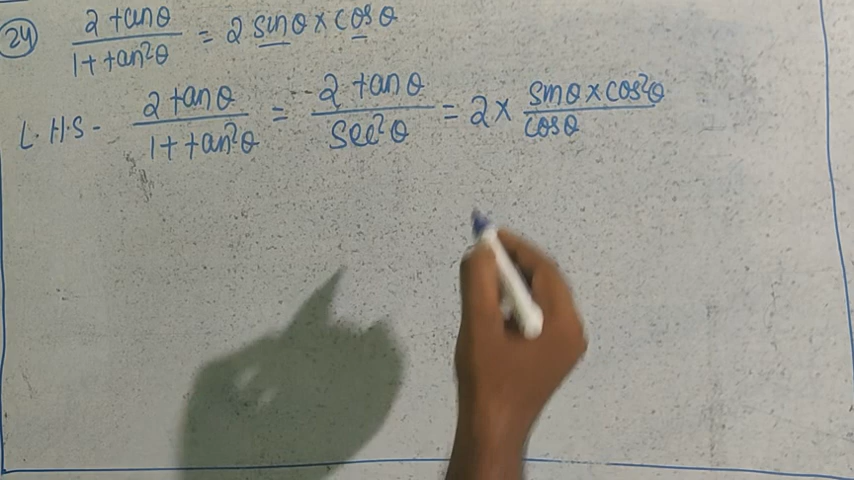 24 2 tanθ / 1 + tan²θ = 2 sinθ × cosθ
L.H.S - 2 tanθ / 1 + tan²θ = 2 tanθ / sec²θ = 2 × sinθ × cos²θ / cosθ